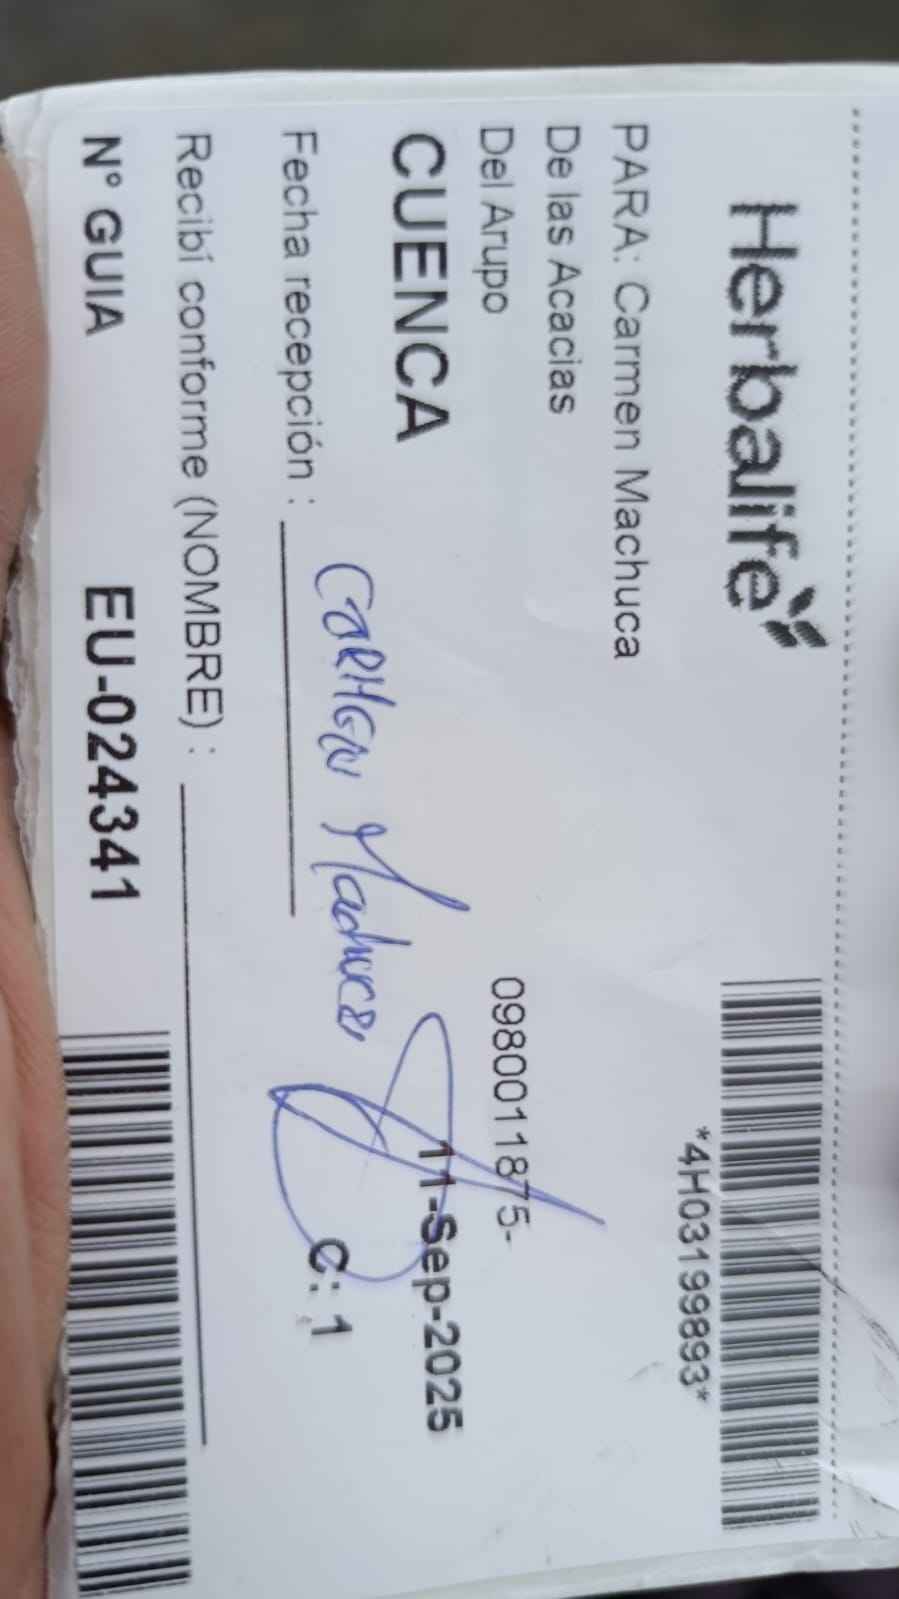 Herbalife
*4H03199893*
PARA: Carmen Machuca
De las Acacias
Del Arupo
0980011875-
CUENCA
11-Sep-2025
Fecha recepción :
CARMEN Machuca
C: 1
Recibí conforme (NOMBRE) :
Nº GUIA EU-024341